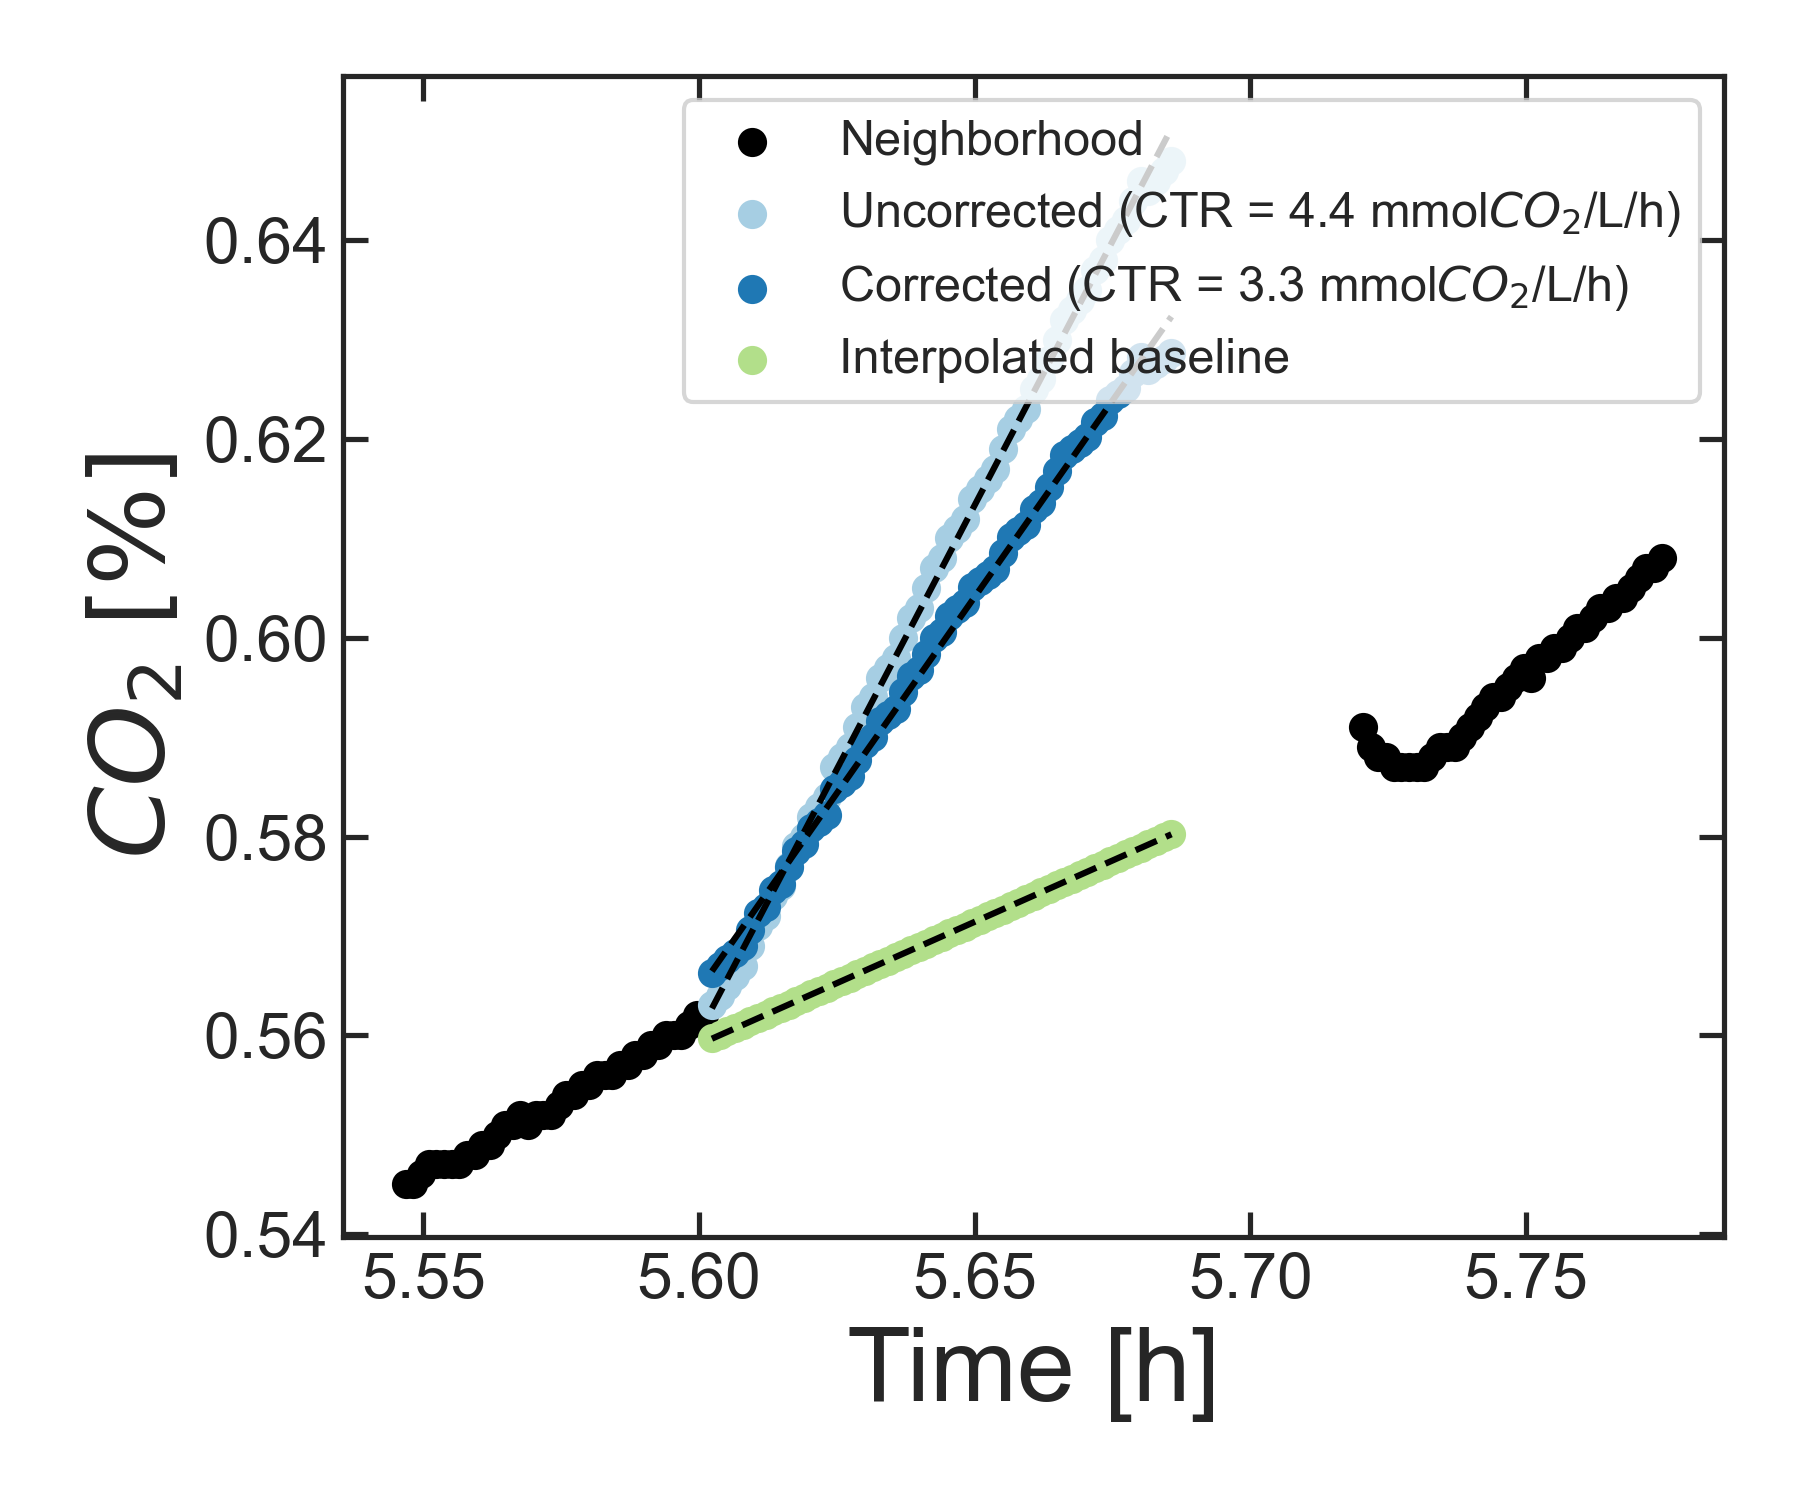 Neighborhood
Uncorrected (CTR = 4.4 mmolCO₂/L/h)
Corrected (CTR = 3.3 mmolCO₂/L/h)
Interpolated baseline
CO₂ [%]
0.64
0.62
0.60
0.58
0.56
0.54
5.55 5.60 5.65 5.70 5.75
Time [h]